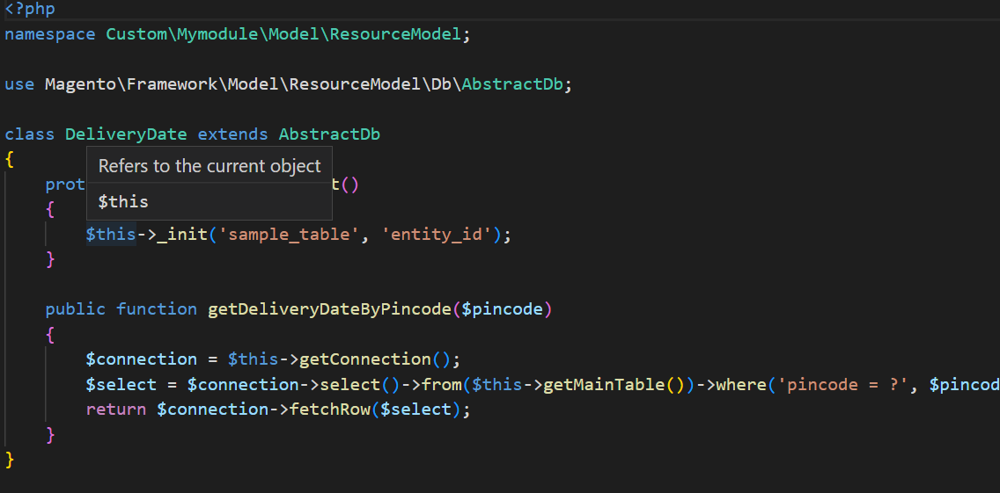 <?php
namespace Custom\Mymodule\Model\ResourceModel;
use Magento\Framework\Model\ResourceModel\Db\AbstractDb;
class DeliveryDate extends AbstractDb
{
Refers to the current object
prot t()
$this
{
$this->_init('sample_table', 'entity_id');
}
public function getDeliveryDateByPincode($pincode)
{
$connection = $this->getConnection();
$select = $connection->select()->from($this->getMainTable())->where('pincode = ?', $pincod
return $connection->fetchRow($select);
}
}